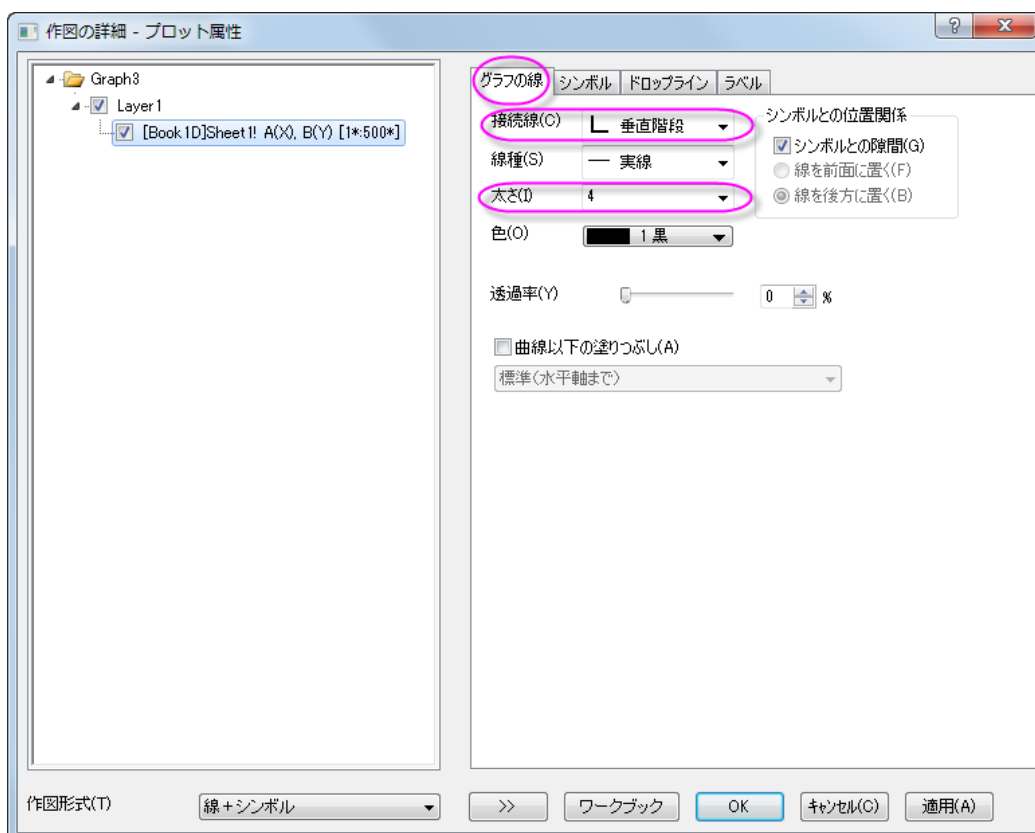 作図の詳細 - プロット属性
Graph3
Layer1
[Book1D]Sheet1! A(X), B(Y) [1*:500*]
グラフの線 シンボル ドロップライン ラベル
接続線(C) 垂直階段
線種(S) 実線
太さ(I) 4
色(O) 1 黒
シンボルとの位置関係
シンボルとの隙間(G)
線を前面に置く(F)
線を後方に置く(B)
透過率(Y) 0 %
曲線以下の塗りつぶし(A)
標準(水平軸まで)
作図形式(T) 線+シンボル >> ワークブック OK キャンセル(C) 適用(A)